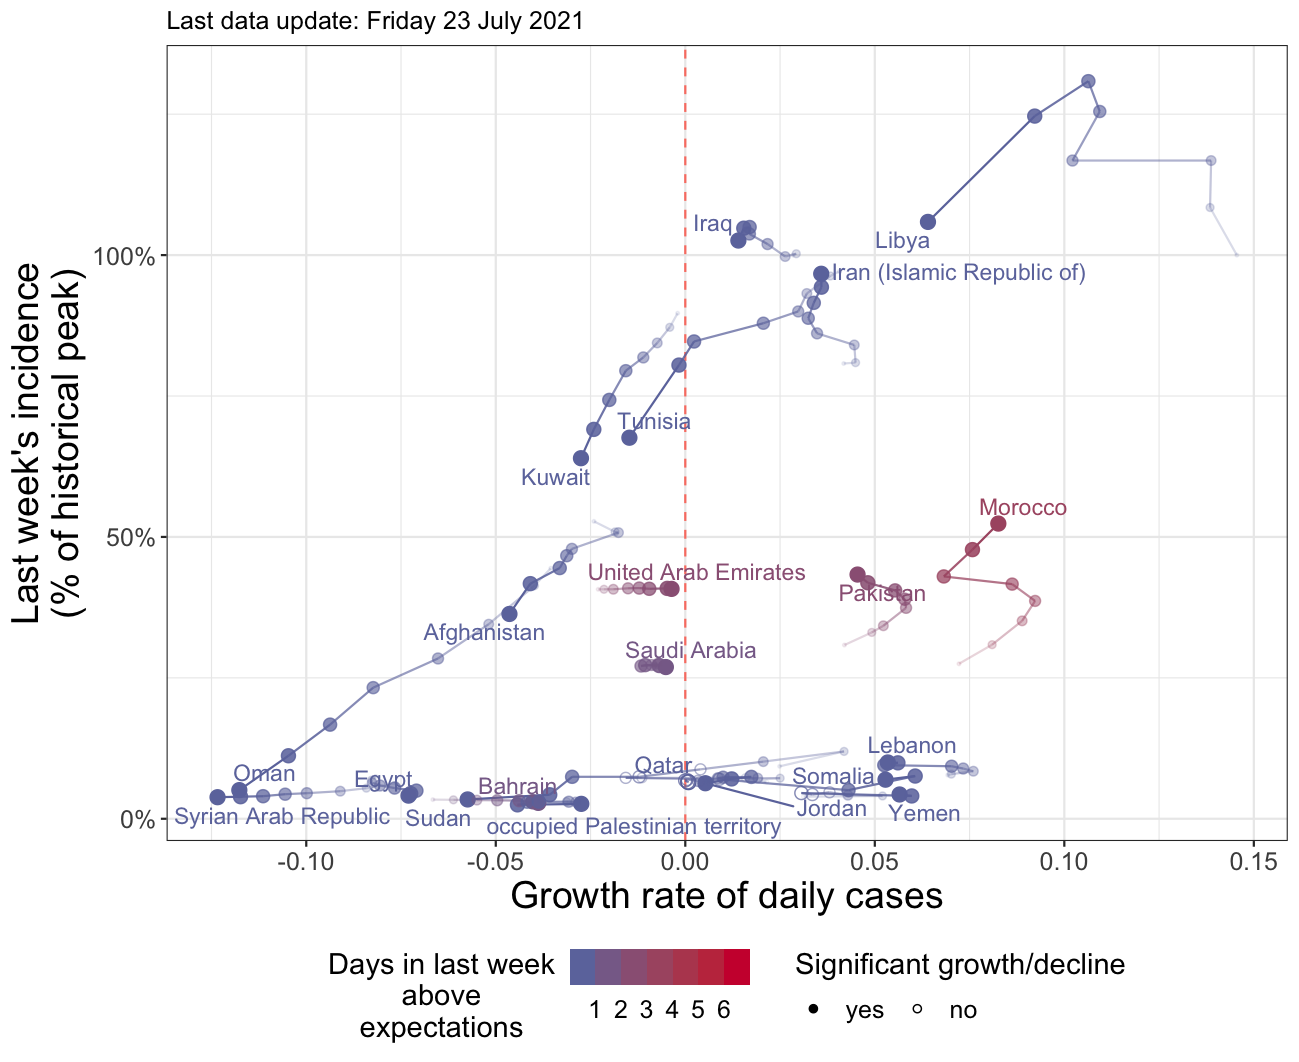 Last data update: Friday 23 July 2021
Last week's incidence
(% of historical peak)
100%
50%
0%
Iraq
Libya
Iran (Islamic Republic of)
Tunisia
Kuwait
Morocco
United Arab Emirates
Pakistan
Afghanistan
Saudi Arabia
Lebanon
Qatar
Oman
Egypt
Somalia
Bahrain
Jordan
Syrian Arab Republic
Sudan
Yemen
occupied Palestinian territory
-0.10
-0.05
0.00
0.05
0.10
0.15
Growth rate of daily cases
Days in last week
above
expectations
1 2 3 4 5 6
Significant growth/decline
yes no